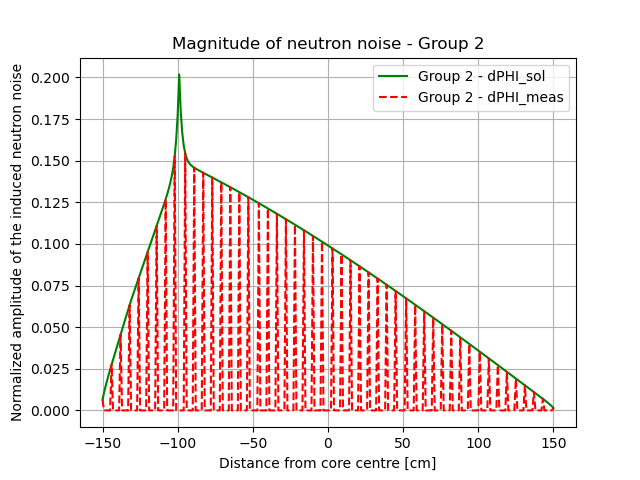 Magnitude of neutron noise - Group 2
Normalized amplitude of the induced neutron noise
0.200
0.175
0.150
0.125
0.100
0.075
0.050
0.025
0.000
Group 2 - dPHI_sol
Group 2 - dPHI_meas
−150 −100 −50 0 50 100 150
Distance from core centre [cm]